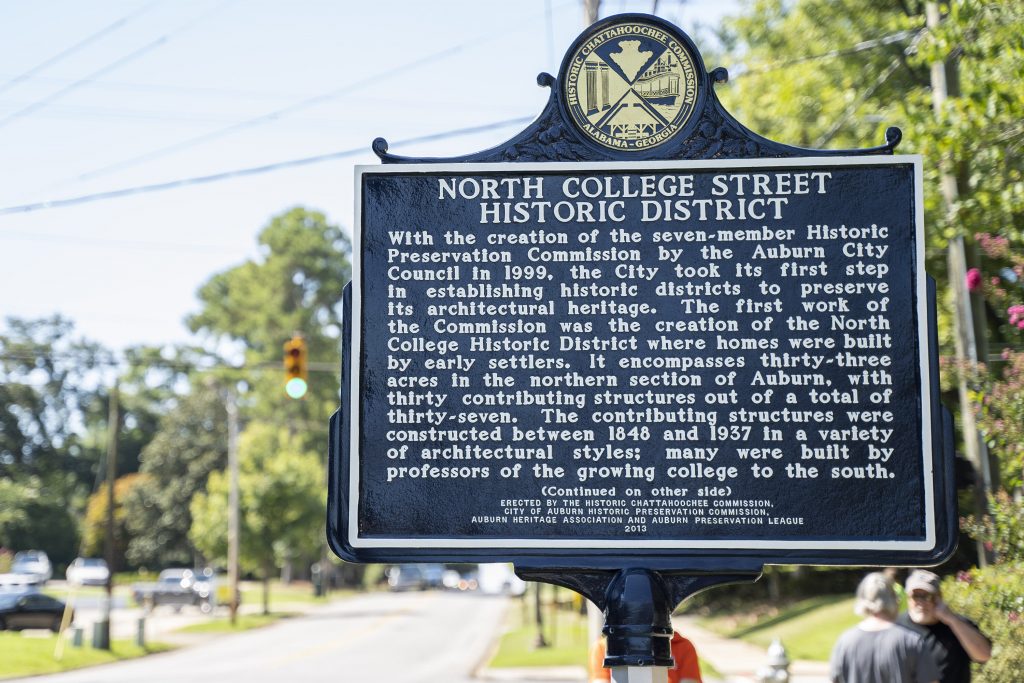 HISTORIC CHATTAHOOCHEE COMMISSION
ALABAMA-GEORGIA
NORTH COLLEGE STREET
HISTORIC DISTRICT
With the creation of the seven-member Historic
Preservation Commission by the Auburn City
Council in 1999, the City took its first step
in establishing historic districts to preserve
its architectural heritage. The first work of
the Commission was the creation of the North
College Historic District where homes were built
by early settlers. It encompasses thirty-three
acres in the northern section of Auburn, with
thirty contributing structures out of a total of
thirty-seven. The contributing structures were
constructed between 1848 and 1937 in a variety
of architectural styles; many were built by
professors of the growing college to the south.
(Continued on other side)
ERECTED BY THE HISTORIC CHATTAHOOCHEE COMMISSION,
CITY OF AUBURN HISTORIC PRESERVATION COMMISSION,
AUBURN HERITAGE ASSOCIATION AND AUBURN PRESERVATION LEAGUE
2013